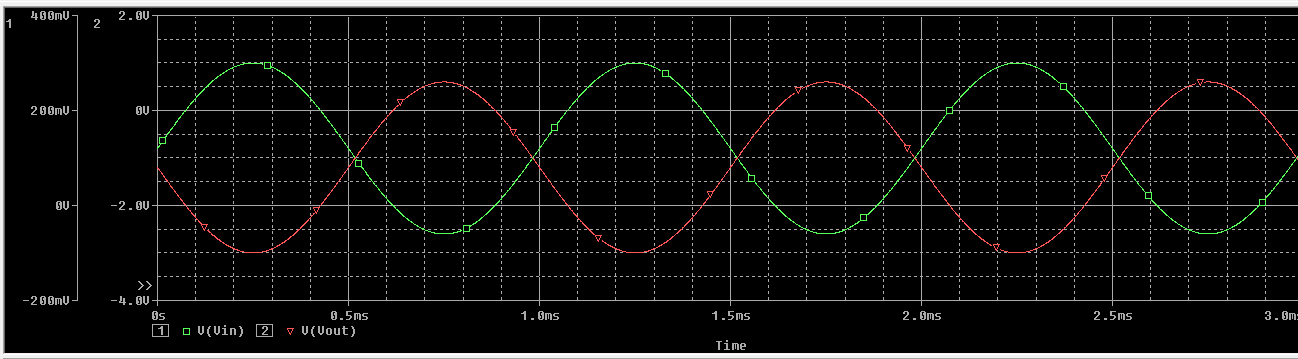 1 400mV 2 2.0V
200mV 0V
0V -2.0V
>>
-200mV -4.0V
0s 0.5ms 1.0ms 1.5ms 2.0ms 2.5ms 3.0ms
1 V(Vin) 2 V(Vout)
Time